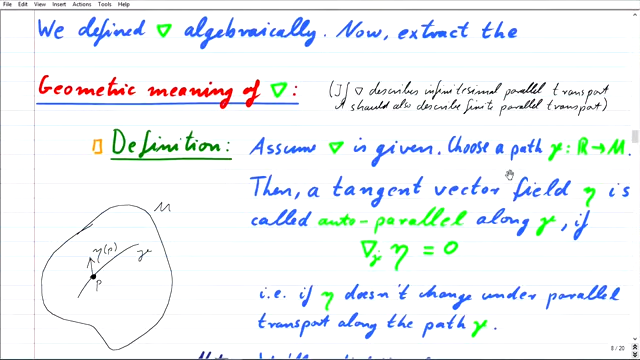 File Edit View Insert Actions Tools Help
We defined ∇ algebraically. Now, extract the
Geometric meaning of ∇:
(If ∇ describes infinitesimal parallel transport
it should also describe finite parallel transport)
Definition:
Assume ∇ is given. Choose a path γ: ℝ → M.
Then, a tangent vector field η is
called auto-parallel along γ, if
∇_γ̇ η = 0
i.e. if η doesn't change under parallel
transport along the path γ.
M
η(p)
γ
p
8 / 20